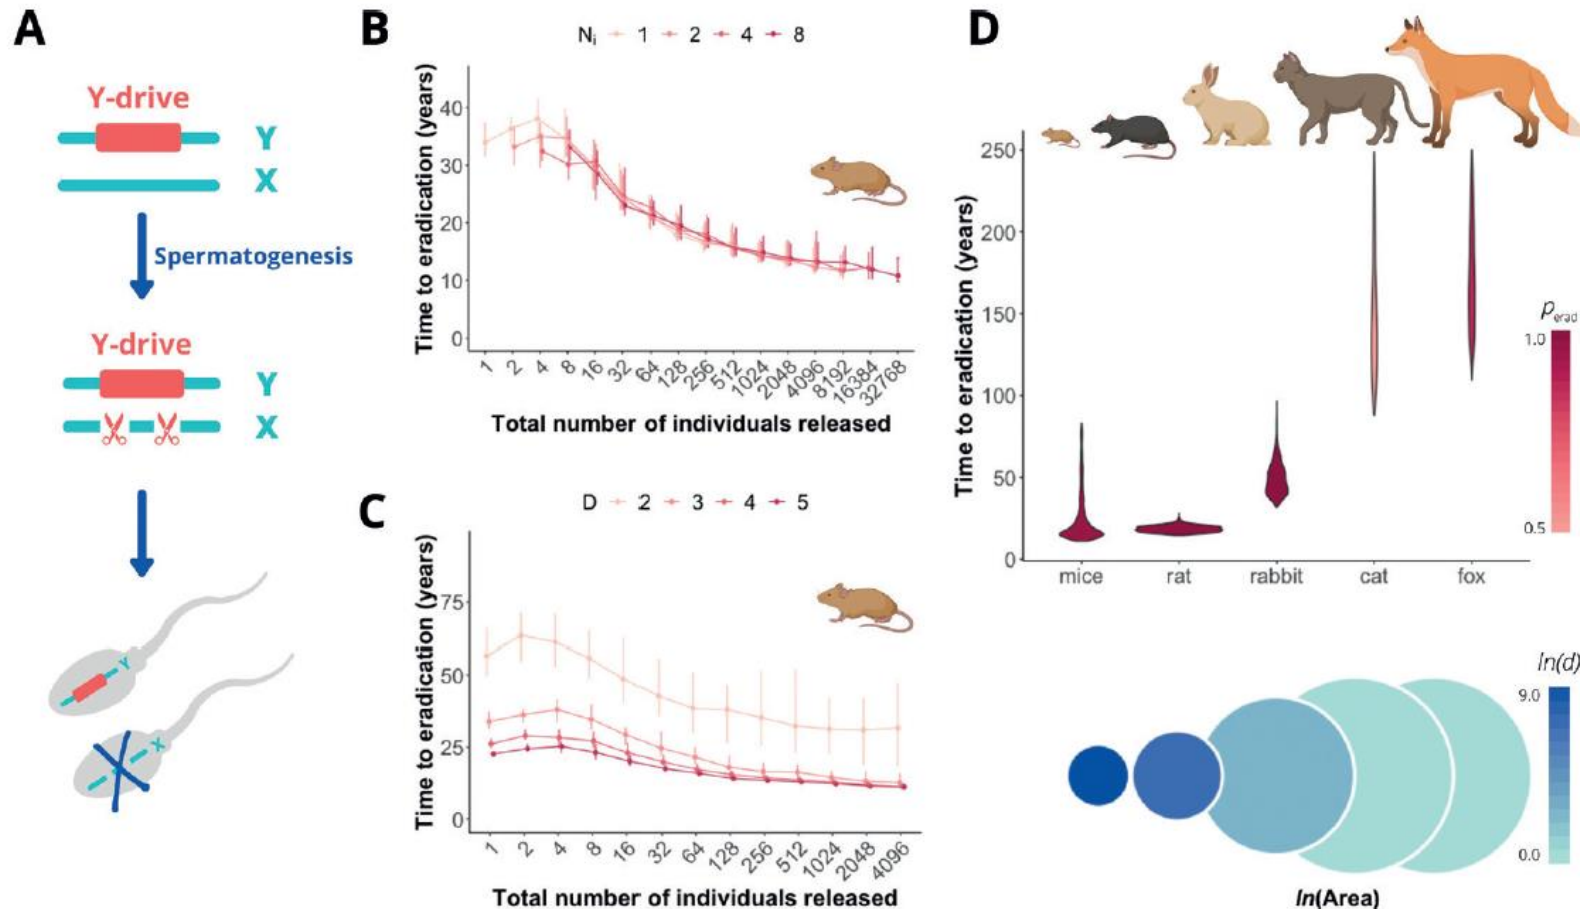 A
Y-drive
Y
X
Spermatogenesis
Y-drive
Y
X
Y
X
B
Nᵢ 1 2 4 8
Time to eradication (years)
40
30
20
10
0
1 2 4 8 16 32 64 128 256 512 1024 2048 4096 8192 16384 32768
Total number of individuals released
C
D 2 3 4 5
Time to eradication (years)
75
50
25
0
1 2 4 8 16 32 64 128 256 512 1024 2048 4096
Total number of individuals released
D
Time to eradication (years)
250
200
150
100
50
0
mice rat rabbit cat fox
p_erad
1.0
0.5
ln(d)
9.0
0.0
ln(Area)